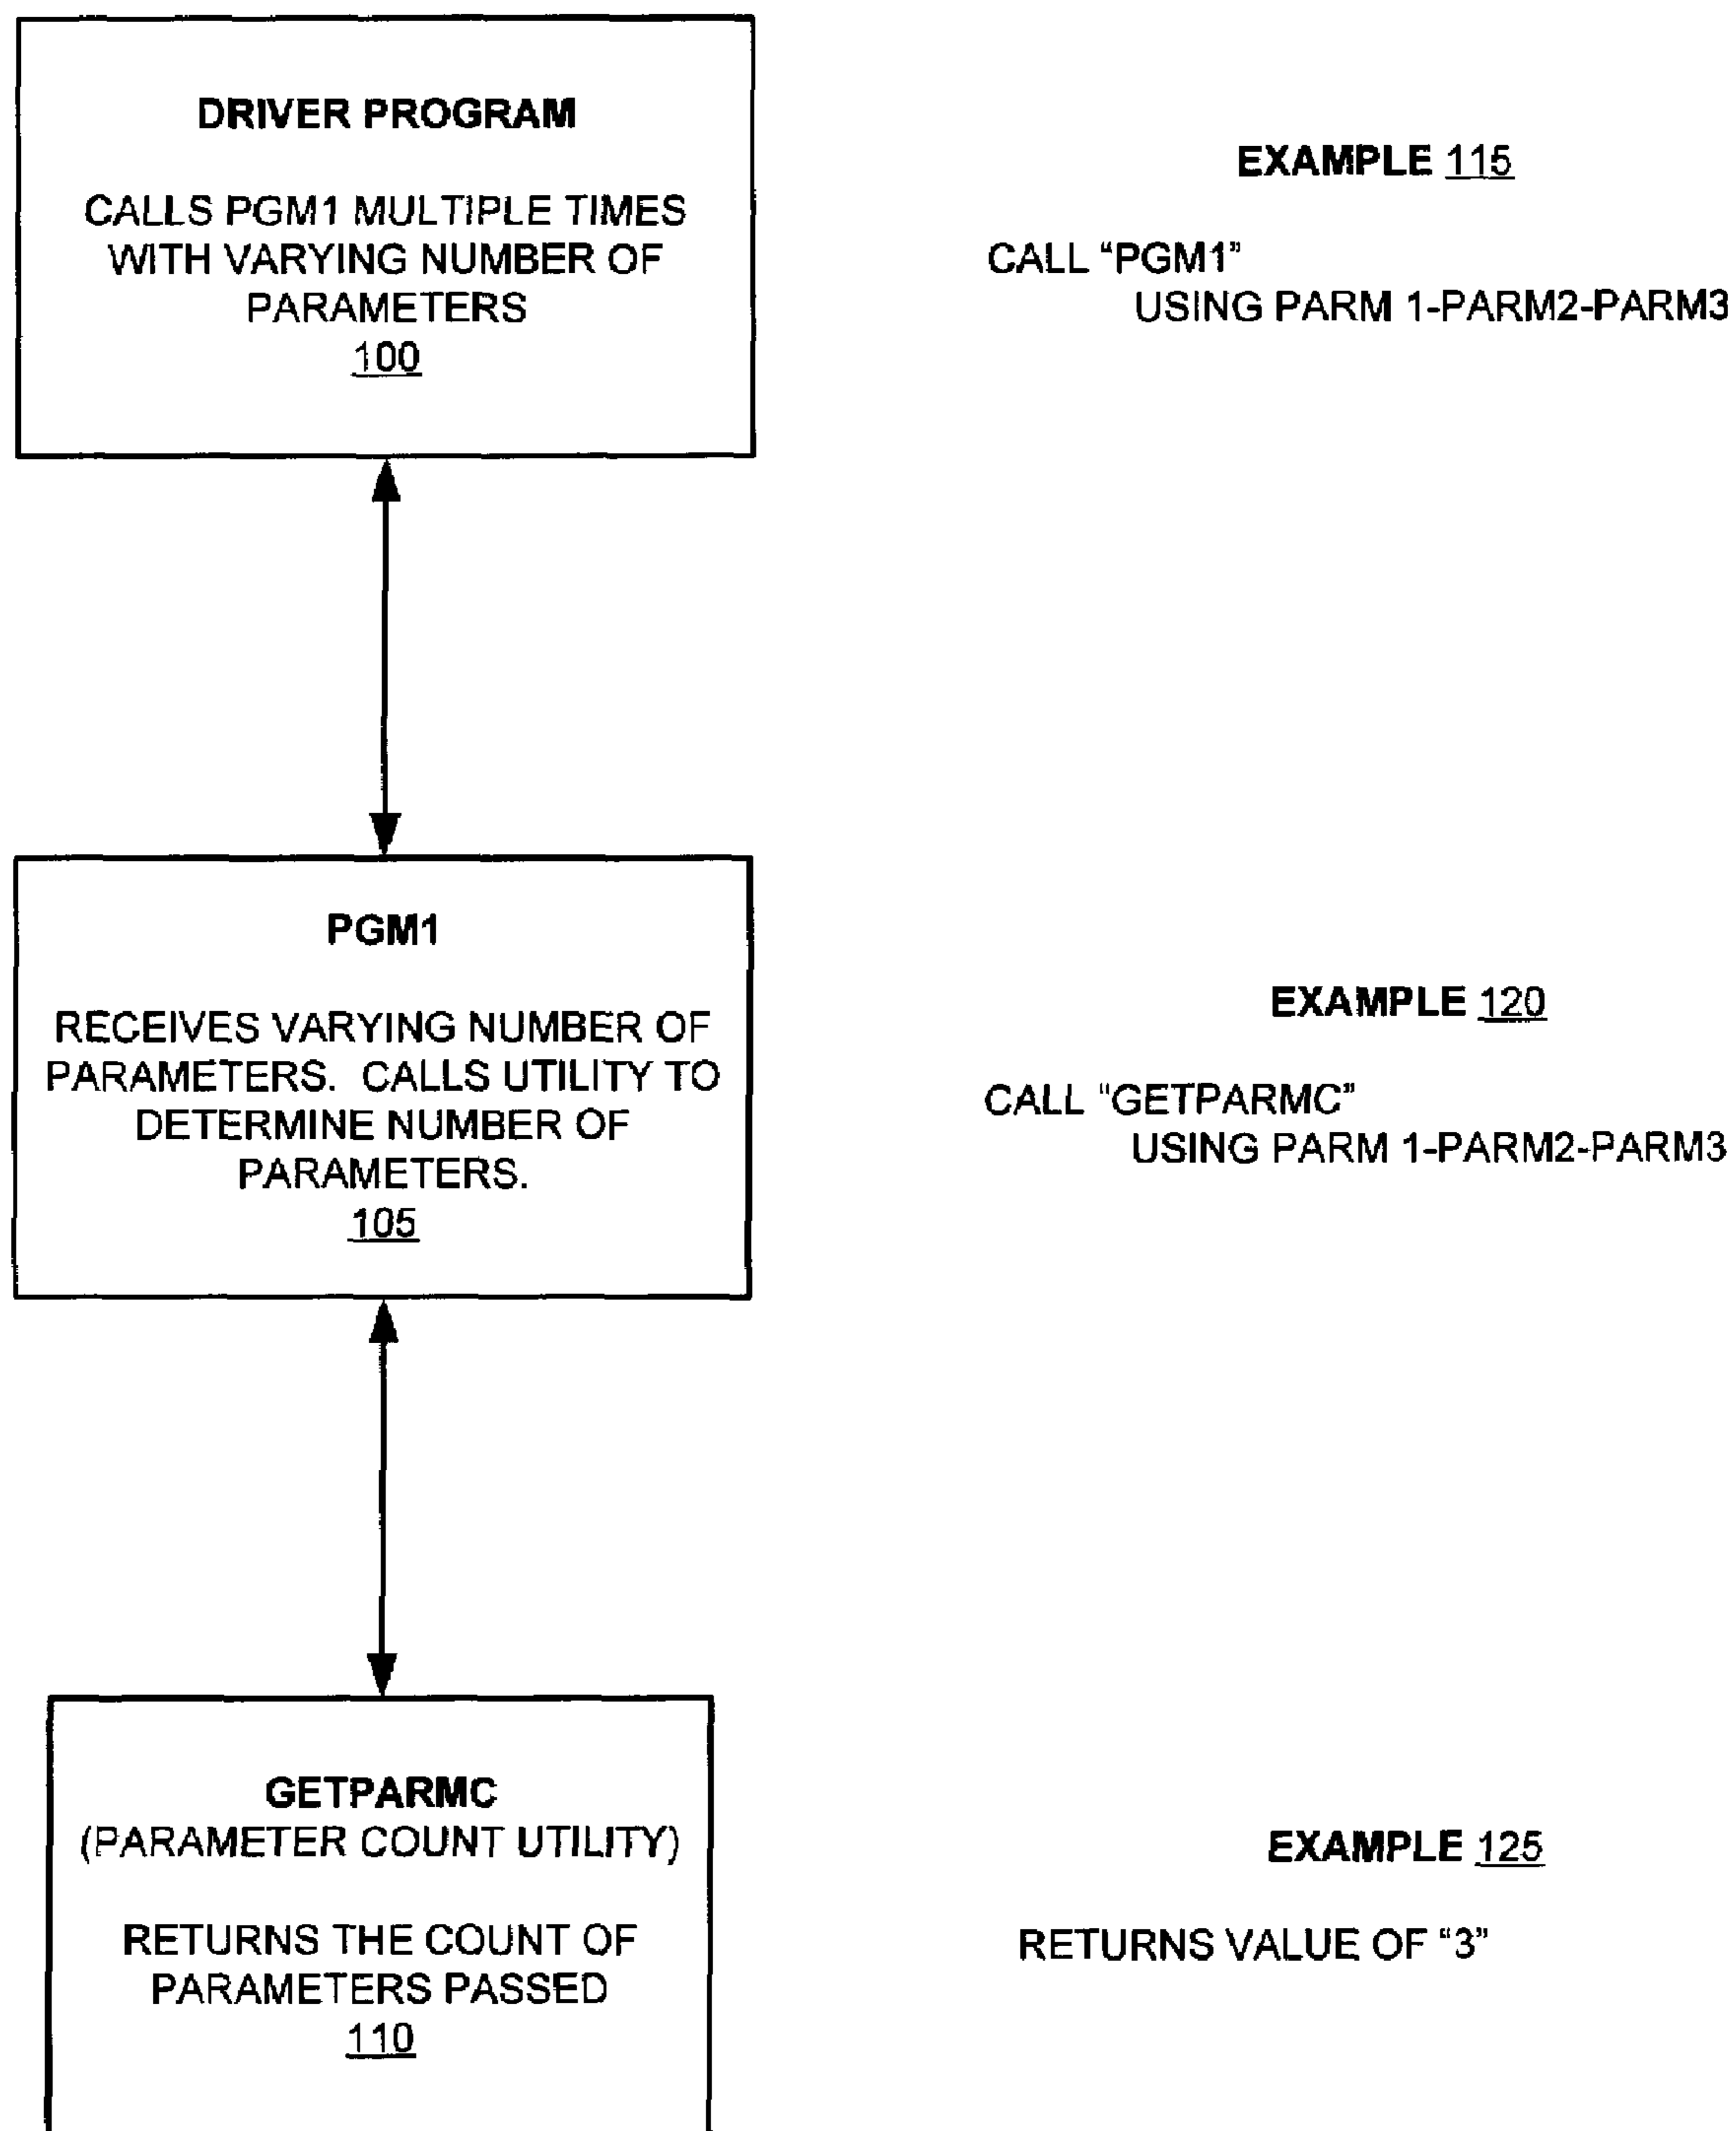 DRIVER PROGRAM
CALLS PGM1 MULTIPLE TIMES
WITH VARYING NUMBER OF
PARAMETERS
100
EXAMPLE 115
CALL “PGM1”
USING PARM 1-PARM2-PARM3
PGM1
RECEIVES VARYING NUMBER OF
PARAMETERS. CALLS UTILITY TO
DETERMINE NUMBER OF
PARAMETERS.
105
EXAMPLE 120
CALL “GETPARMC”
USING PARM 1-PARM2-PARM3
GETPARMC
(PARAMETER COUNT UTILITY)
RETURNS THE COUNT OF
PARAMETERS PASSED
110
EXAMPLE 125
RETURNS VALUE OF “3”